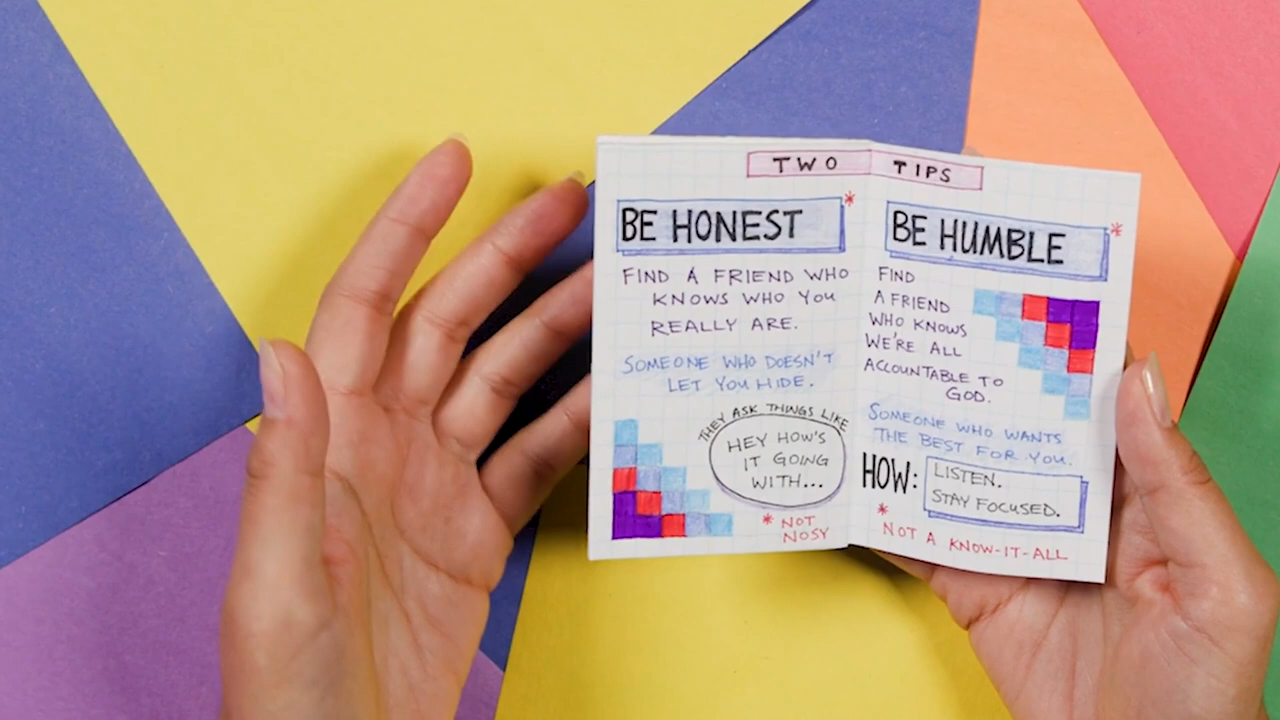 TWO TIPS
BE HONEST*
FIND A FRIEND WHO
KNOWS WHO YOU
REALLY ARE.
SOMEONE WHO DOESN'T
LET YOU HIDE.
THEY ASK THINGS LIKE
HEY HOW'S
IT GOING
WITH...
* NOT
NOSY
BE HUMBLE*
FIND
A FRIEND
WHO KNOWS
WE'RE ALL
ACCOUNTABLE TO
GOD.
SOMEONE WHO WANTS
THE BEST FOR YOU.
HOW: LISTEN.
STAY FOCUSED.
* NOT A KNOW-IT-ALL